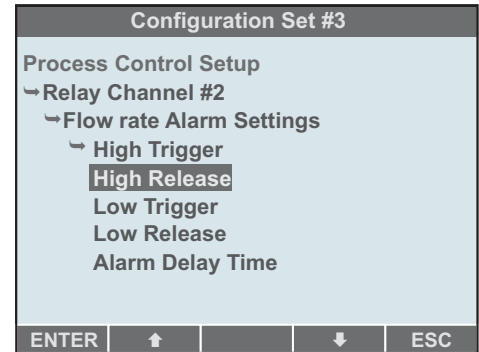 Configuration Set #3
Process Control Setup
➥Relay Channel #2
➥Flow rate Alarm Settings
➥ High Trigger
High Release
Low Trigger
Low Release
Alarm Delay Time
ENTER ⬆ ⬇ ESC